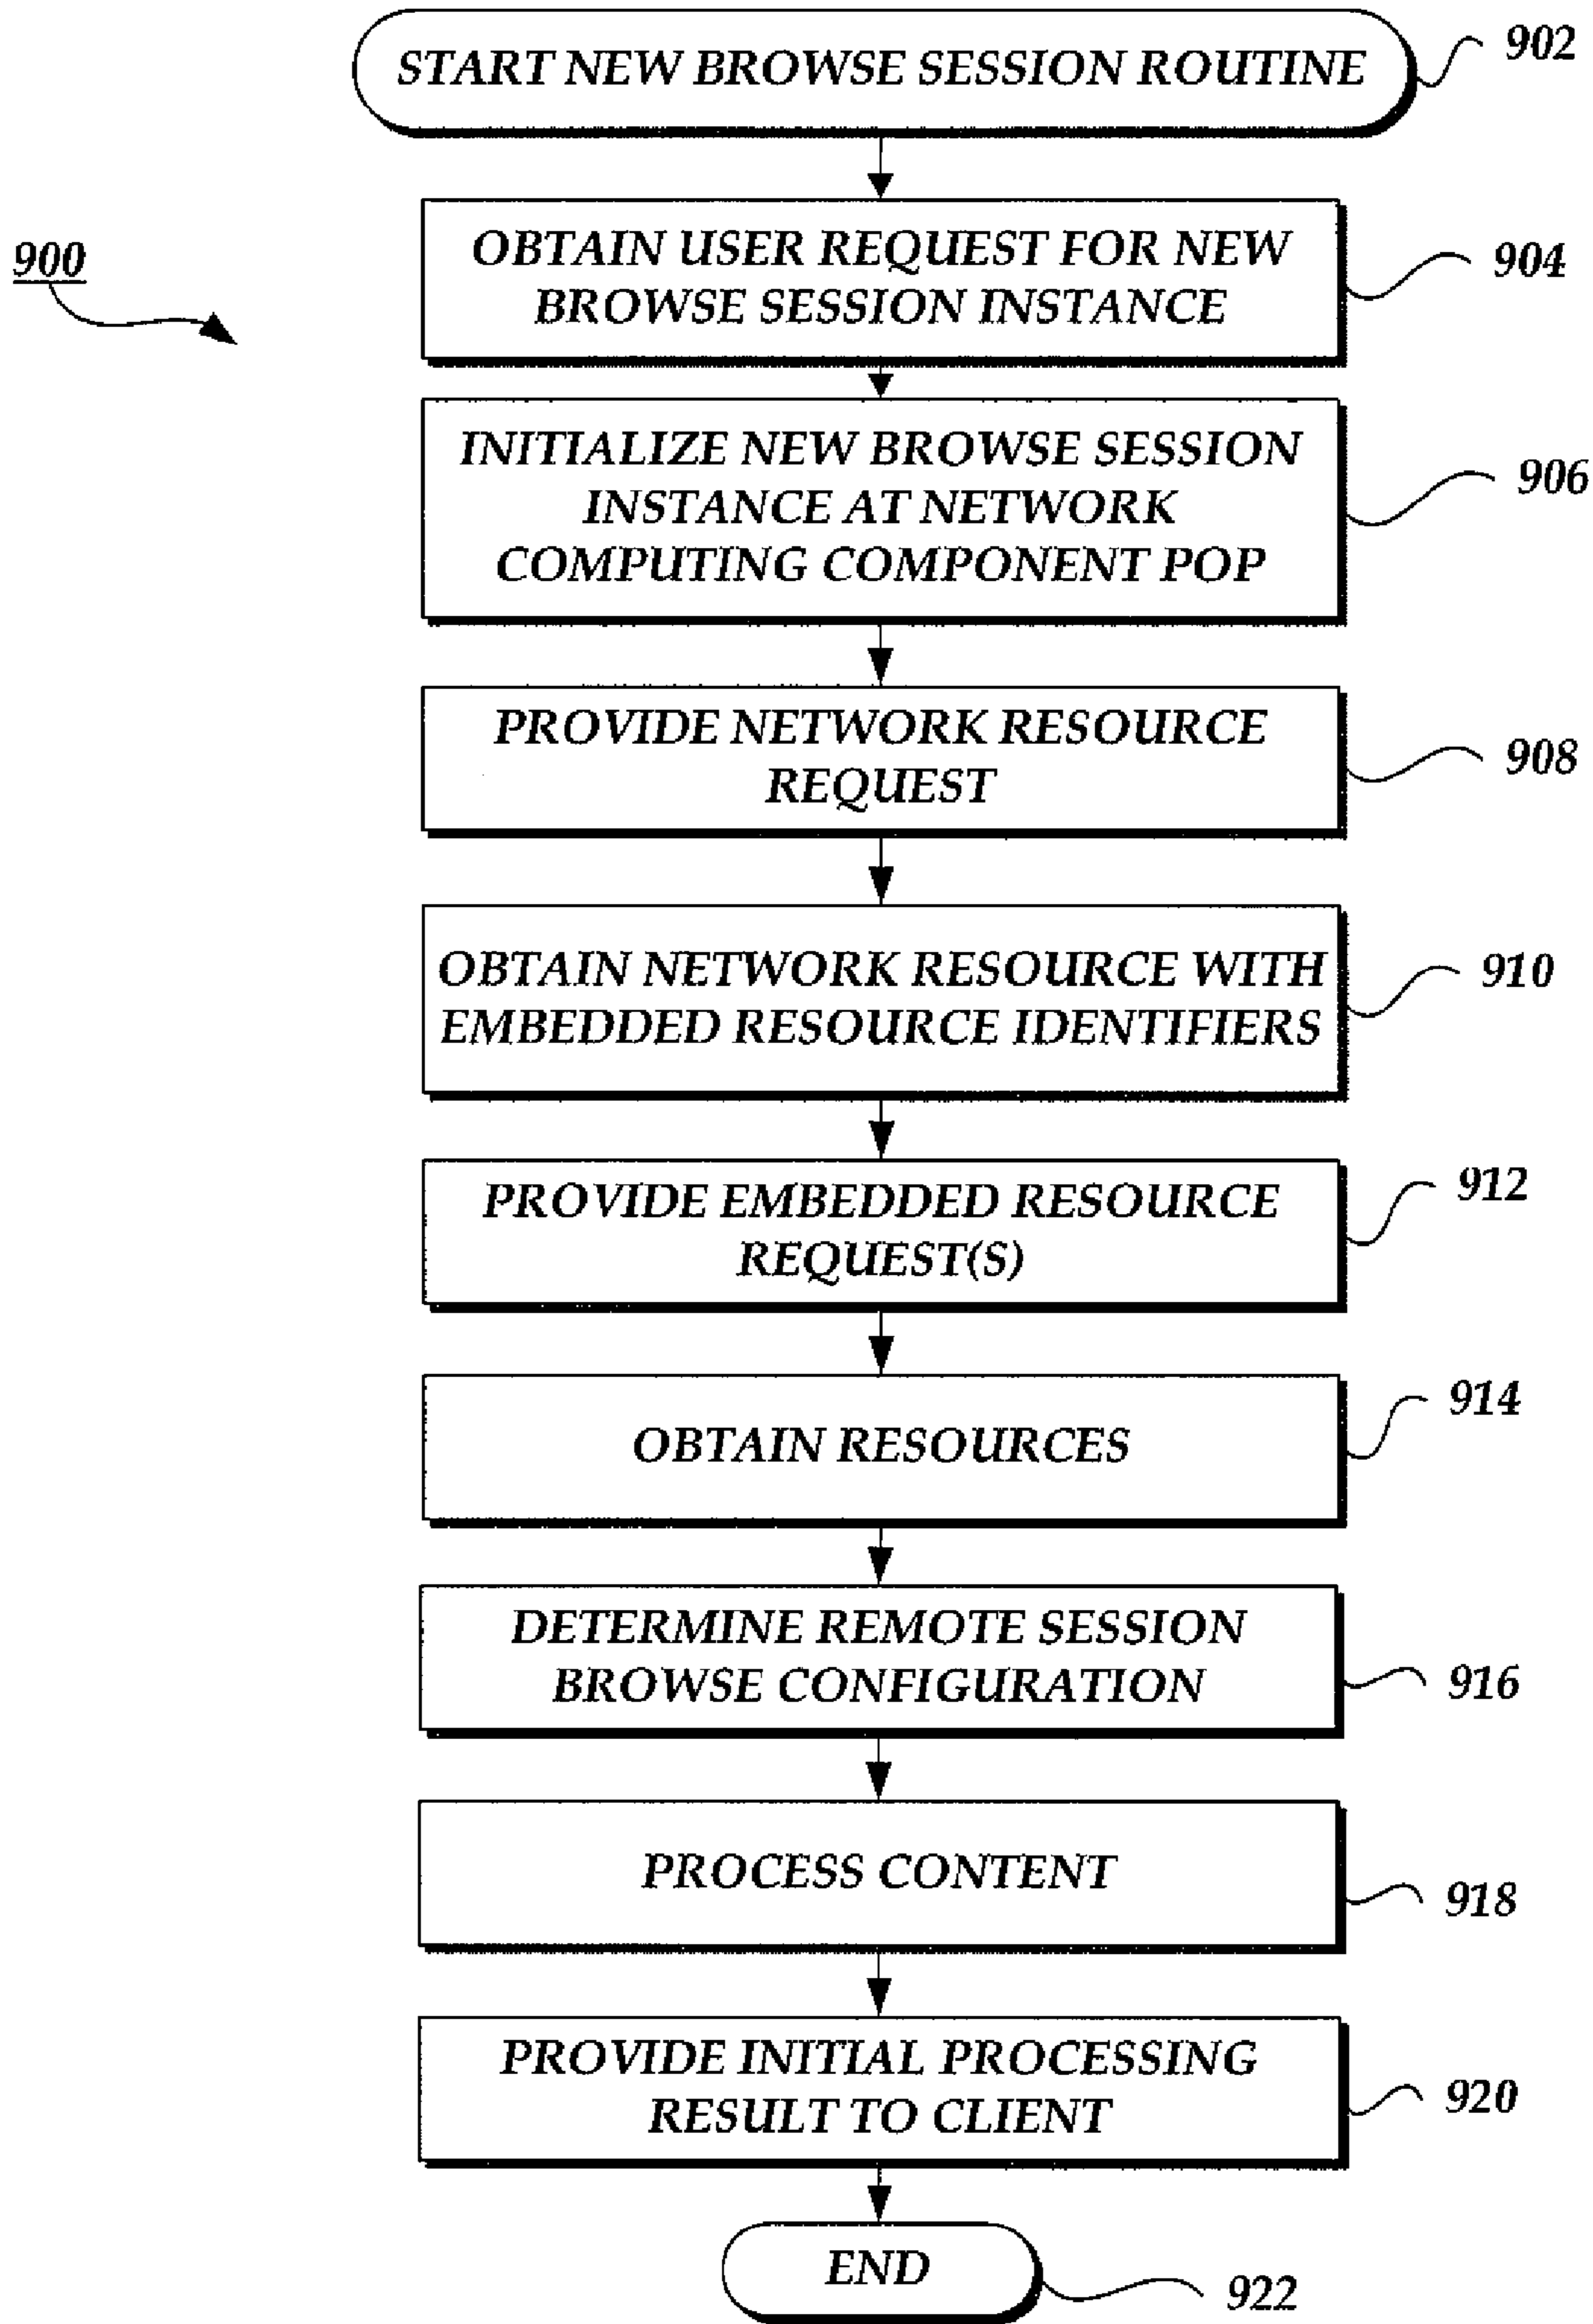 START NEW BROWSE SESSION ROUTINE
902
900
OBTAIN USER REQUEST FOR NEW
BROWSE SESSION INSTANCE
904
INITIALIZE NEW BROWSE SESSION
INSTANCE AT NETWORK
COMPUTING COMPONENT POP
906
PROVIDE NETWORK RESOURCE
REQUEST
908
OBTAIN NETWORK RESOURCE WITH
EMBEDDED RESOURCE IDENTIFIERS
910
PROVIDE EMBEDDED RESOURCE
REQUEST(S)
912
OBTAIN RESOURCES
914
DETERMINE REMOTE SESSION
BROWSE CONFIGURATION
916
PROCESS CONTENT
918
PROVIDE INITIAL PROCESSING
RESULT TO CLIENT
920
END
922